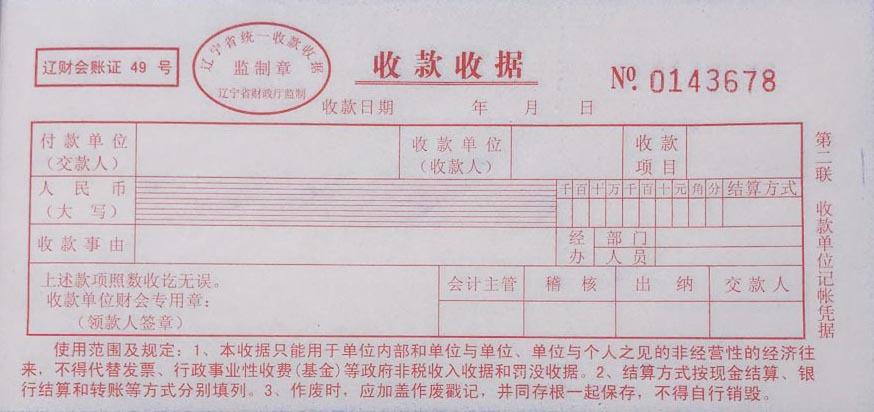 辽财会账证 49 号
辽宁省统一收款收据
监制章
辽宁省财政厅监制
收款收据
Nº. 0143678
收款日期 年 月 日
付款单位
(交款人)
收款单位
(收款人)
收款
项目
人民币
(大写)
千百十万千百十元角分
结算方式
收款事由
经办
部门
人员
上述款项照数收讫无误。
收款单位财会专用章:
(领款人签章)
会计主管
稽核
出纳
交款人
第二联 收款单位记帐凭据
使用范围及规定:1、本收据只能用于单位内部和单位与单位、单位与个人之见的非经营性的经济往
来,不得代替发票、行政事业性收费(基金)等政府非税收入收据和罚没收据。2、结算方式按现金结算、银
行结算和转账等方式分别填列。3、作废时,应加盖作废戳记,并同存根一起保存,不得自行销毁。